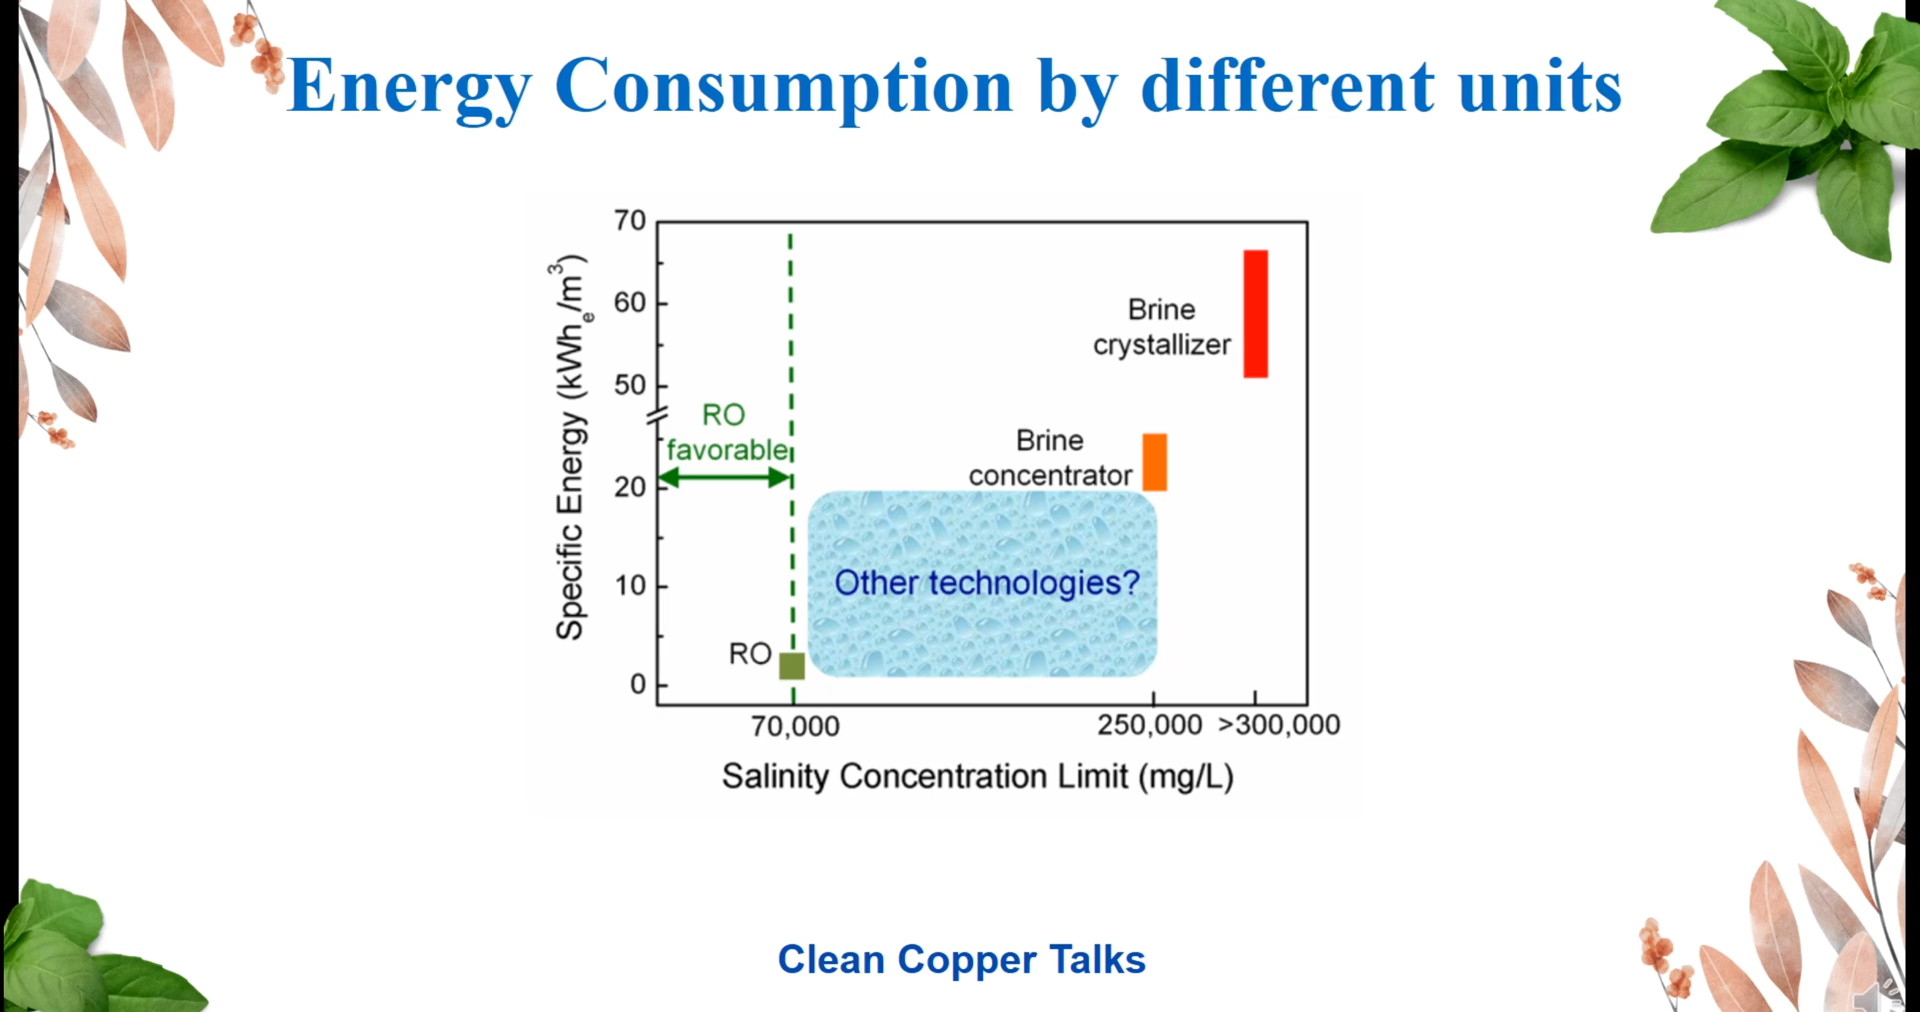 Energy Consumption by different units
70
60
50
20
10
0
Specific Energy (kWhe/m³)
RO
favorable
Brine
crystallizer
Brine
concentrator
Other technologies?
RO
70,000
250,000
>300,000
Salinity Concentration Limit (mg/L)
Clean Copper Talks